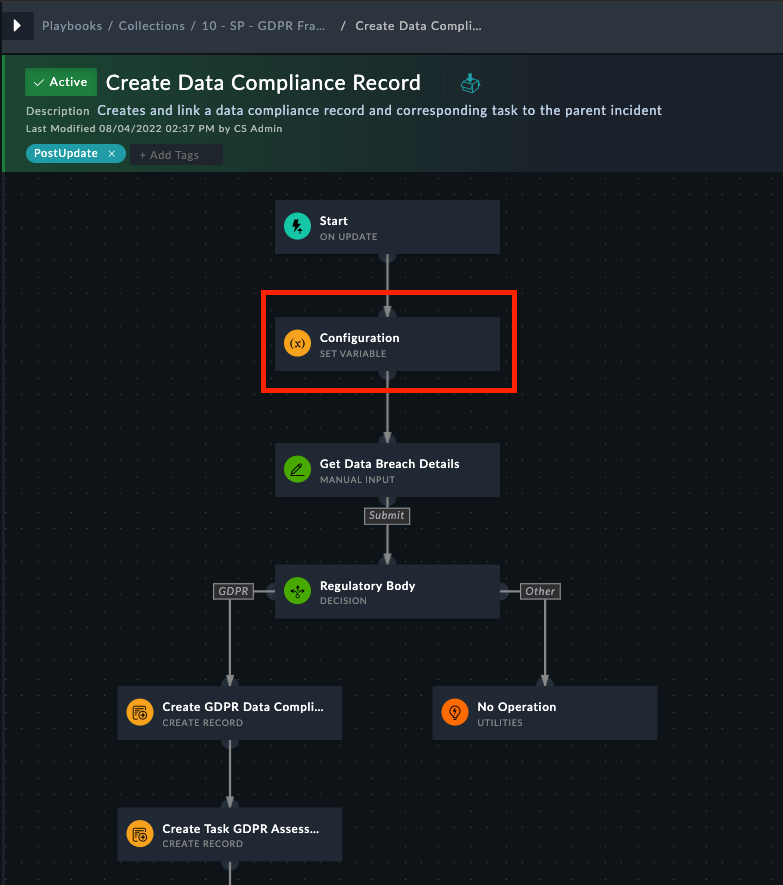 Playbooks / Collections / 10 - SP - GDPR Fra... / Create Data Compli...
Active Create Data Compliance Record
Description Creates and link a data compliance record and corresponding task to the parent incident
Last Modified 08/04/2022 02:37 PM by CS Admin
PostUpdate × + Add Tags
Start
ON UPDATE
(x) Configuration
SET VARIABLE
Get Data Breach Details
MANUAL INPUT
Submit
Regulatory Body
DECISION
GDPR
Other
Create GDPR Data Compli...
CREATE RECORD
No Operation
UTILITIES
Create Task GDPR Assess...
CREATE RECORD